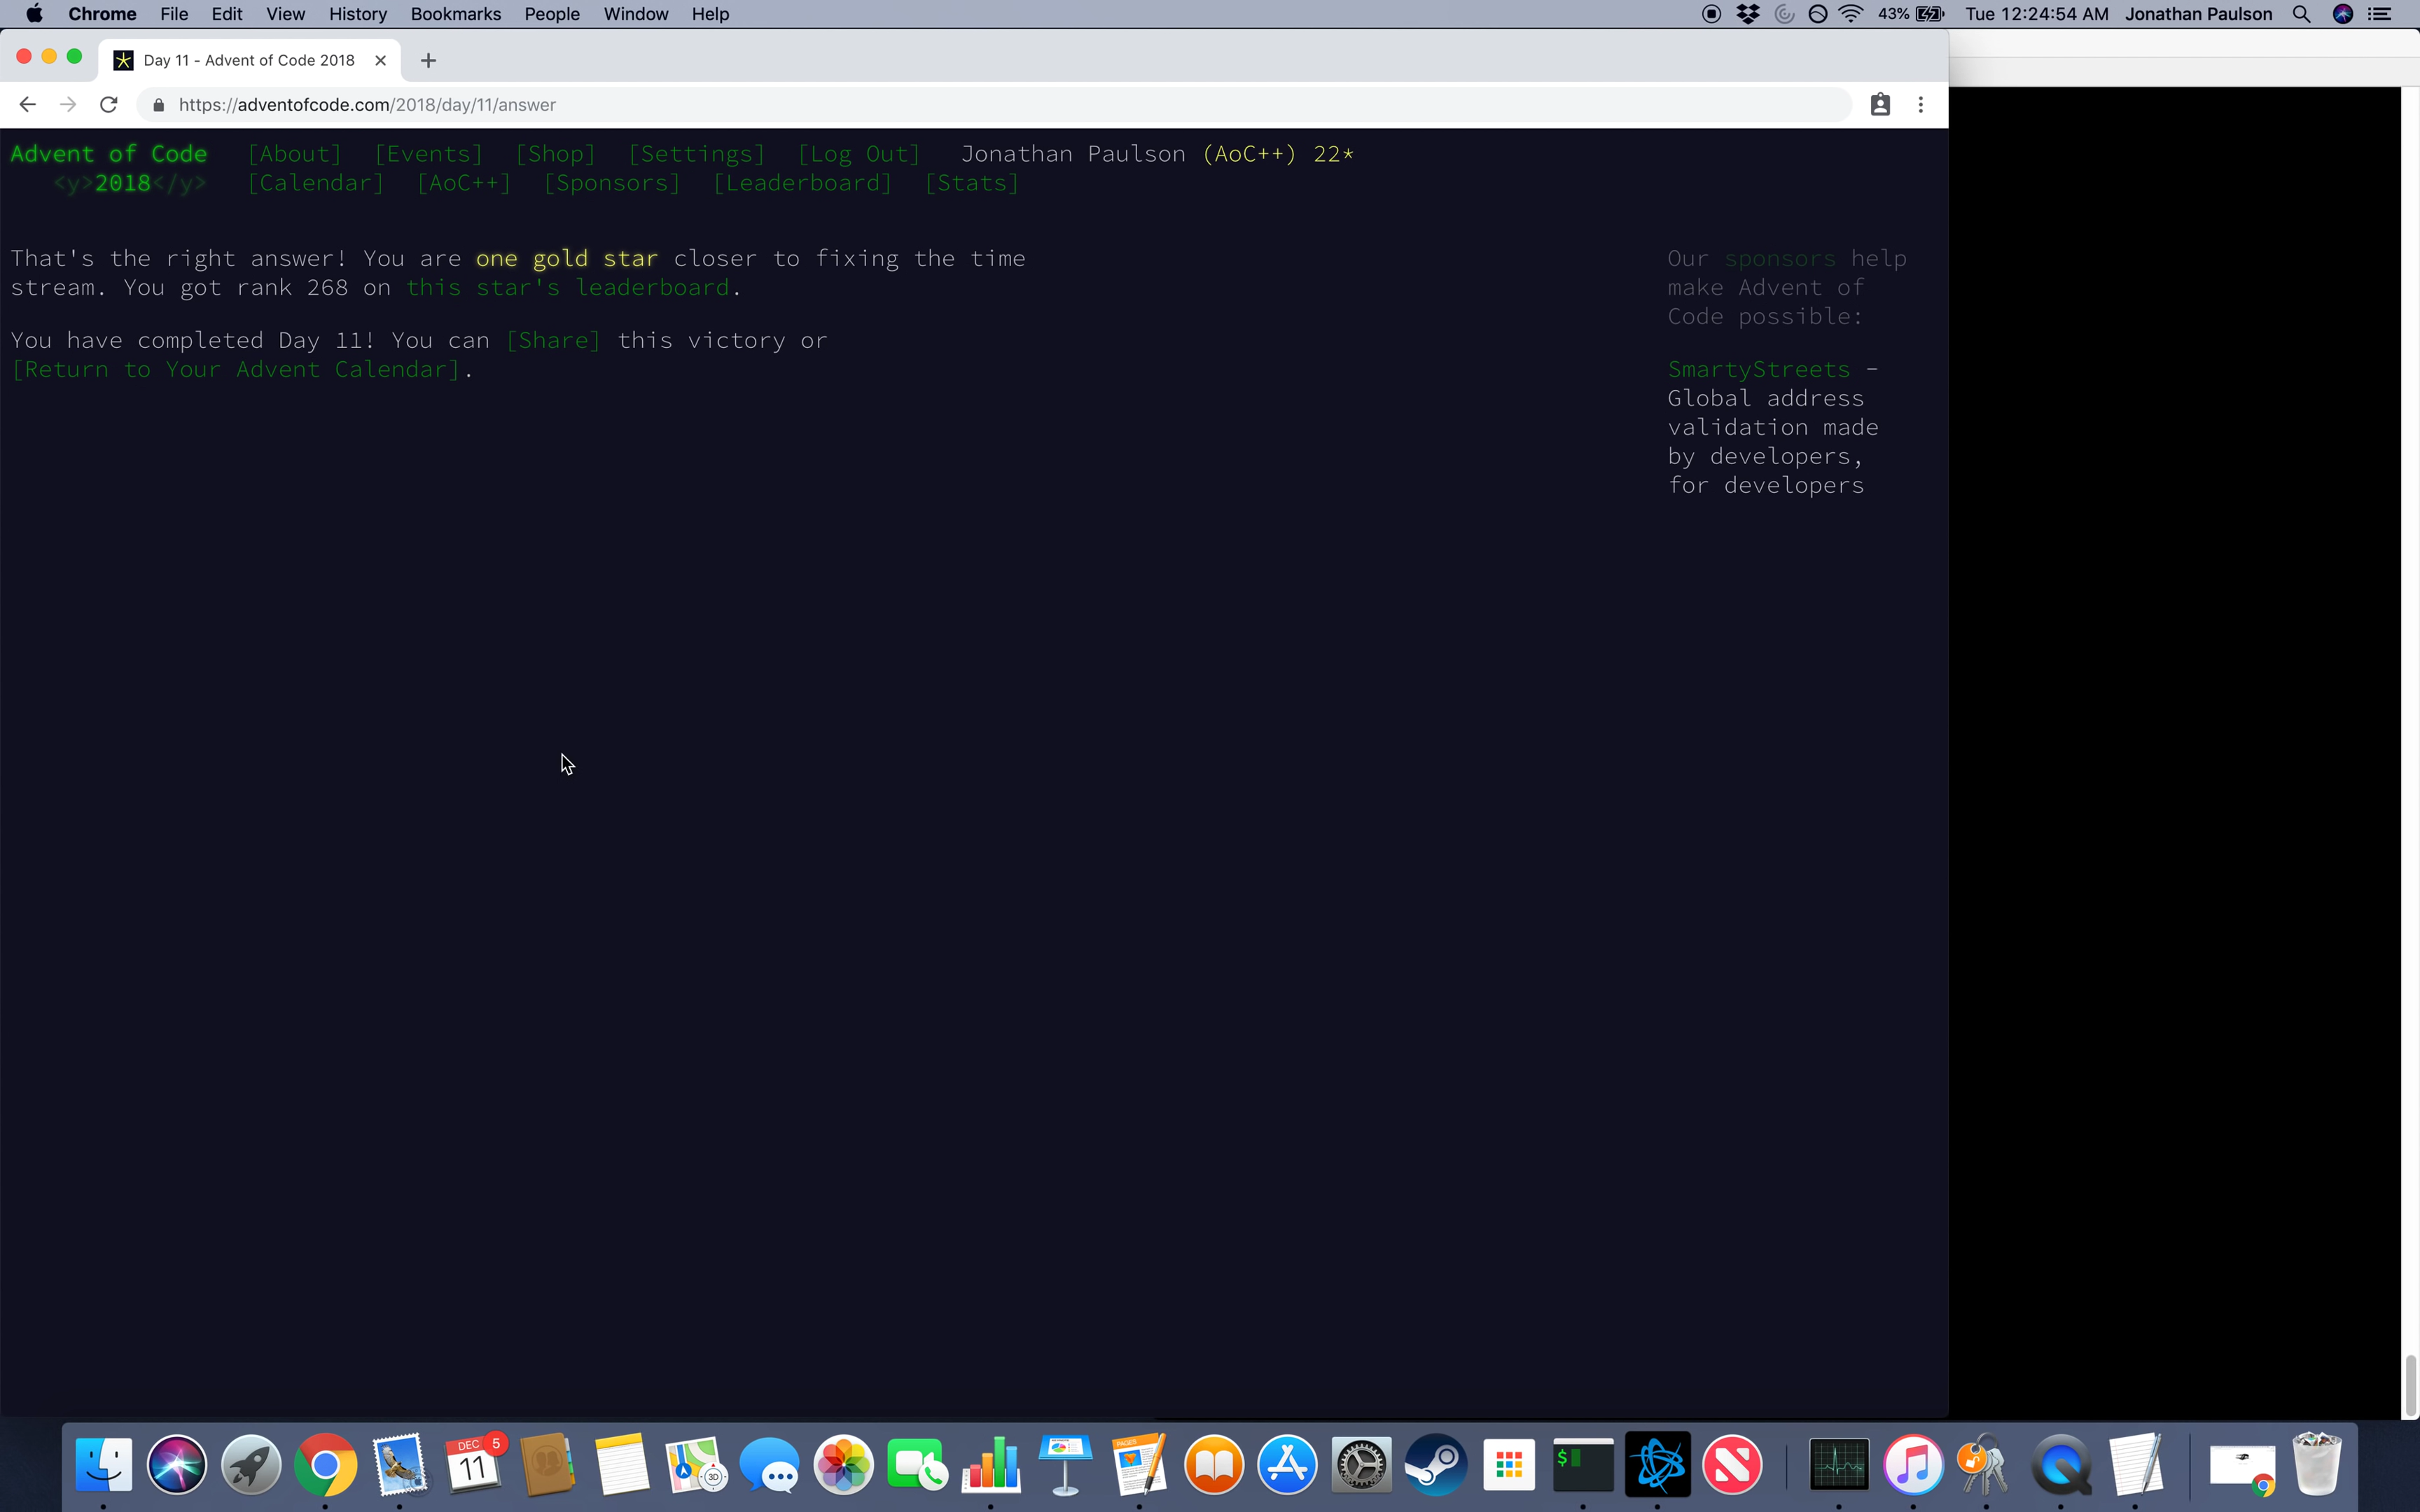 Chrome File Edit View History Bookmarks People Window Help 43% Tue 12:24:54 AM Jonathan Paulson
Day 11 - Advent of Code 2018
https://adventofcode.com/2018/day/11/answer
Advent of Code [About] [Events] [Shop] [Settings] [Log Out] Jonathan Paulson (AoC++) 22*
<y>2018</y> [Calendar] [AoC++] [Sponsors] [Leaderboard] [Stats]
That's the right answer! You are one gold star closer to fixing the time
stream. You got rank 268 on this star's leaderboard.
You have completed Day 11! You can [Share] this victory or
[Return to Your Advent Calendar].
Our sponsors help
make Advent of
Code possible:
SmartyStreets -
Global address
validation made
by developers,
for developers
DEC 5
11
3D
PAGES
$